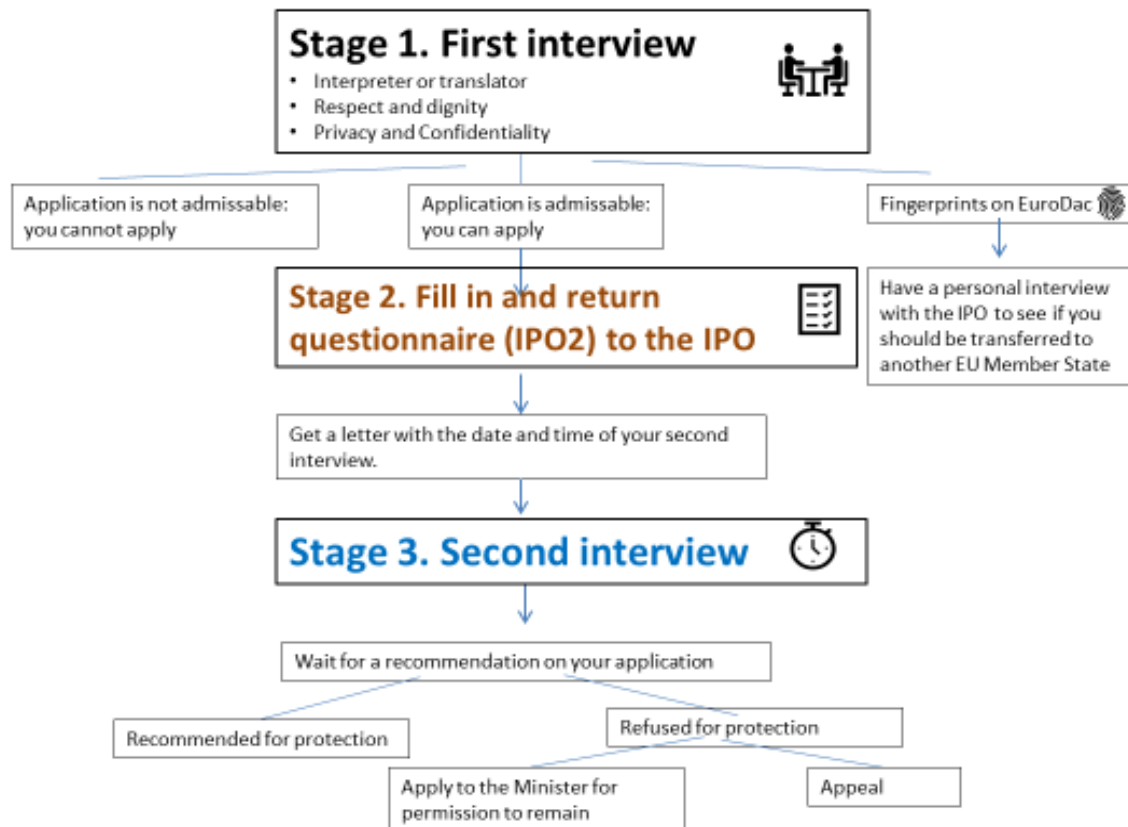 Stage 1. First interview
• Interpreter or translator
• Respect and dignity
• Privacy and Confidentiality
Application is not admissable:
you cannot apply
Application is admissable:
you can apply
Fingerprints on EuroDac
Stage 2. Fill in and return
questionnaire (IPO2) to the IPO
Have a personal interview
with the IPO to see if you
should be transferred to
another EU Member State
Get a letter with the date and time of your second
interview.
Stage 3. Second interview
Wait for a recommendation on your application
Recommended for protection
Refused for protection
Apply to the Minister for
permission to remain
Appeal